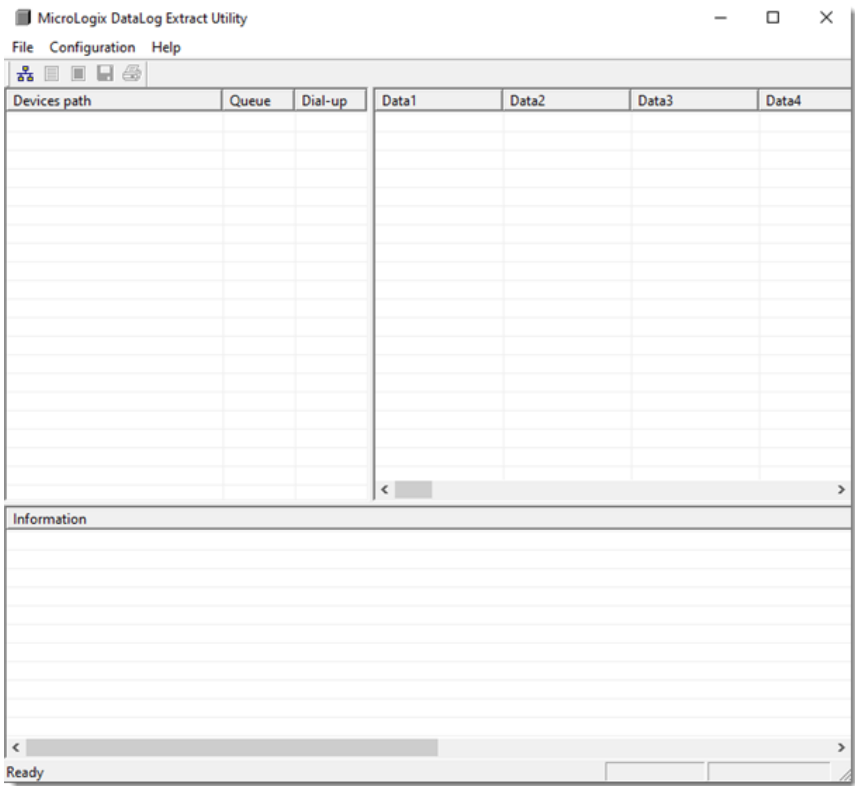 MicroLogix DataLog Extract Utility
File Configuration Help
Devices path Queue Dial-up Data1 Data2 Data3 Data4
Information
Ready